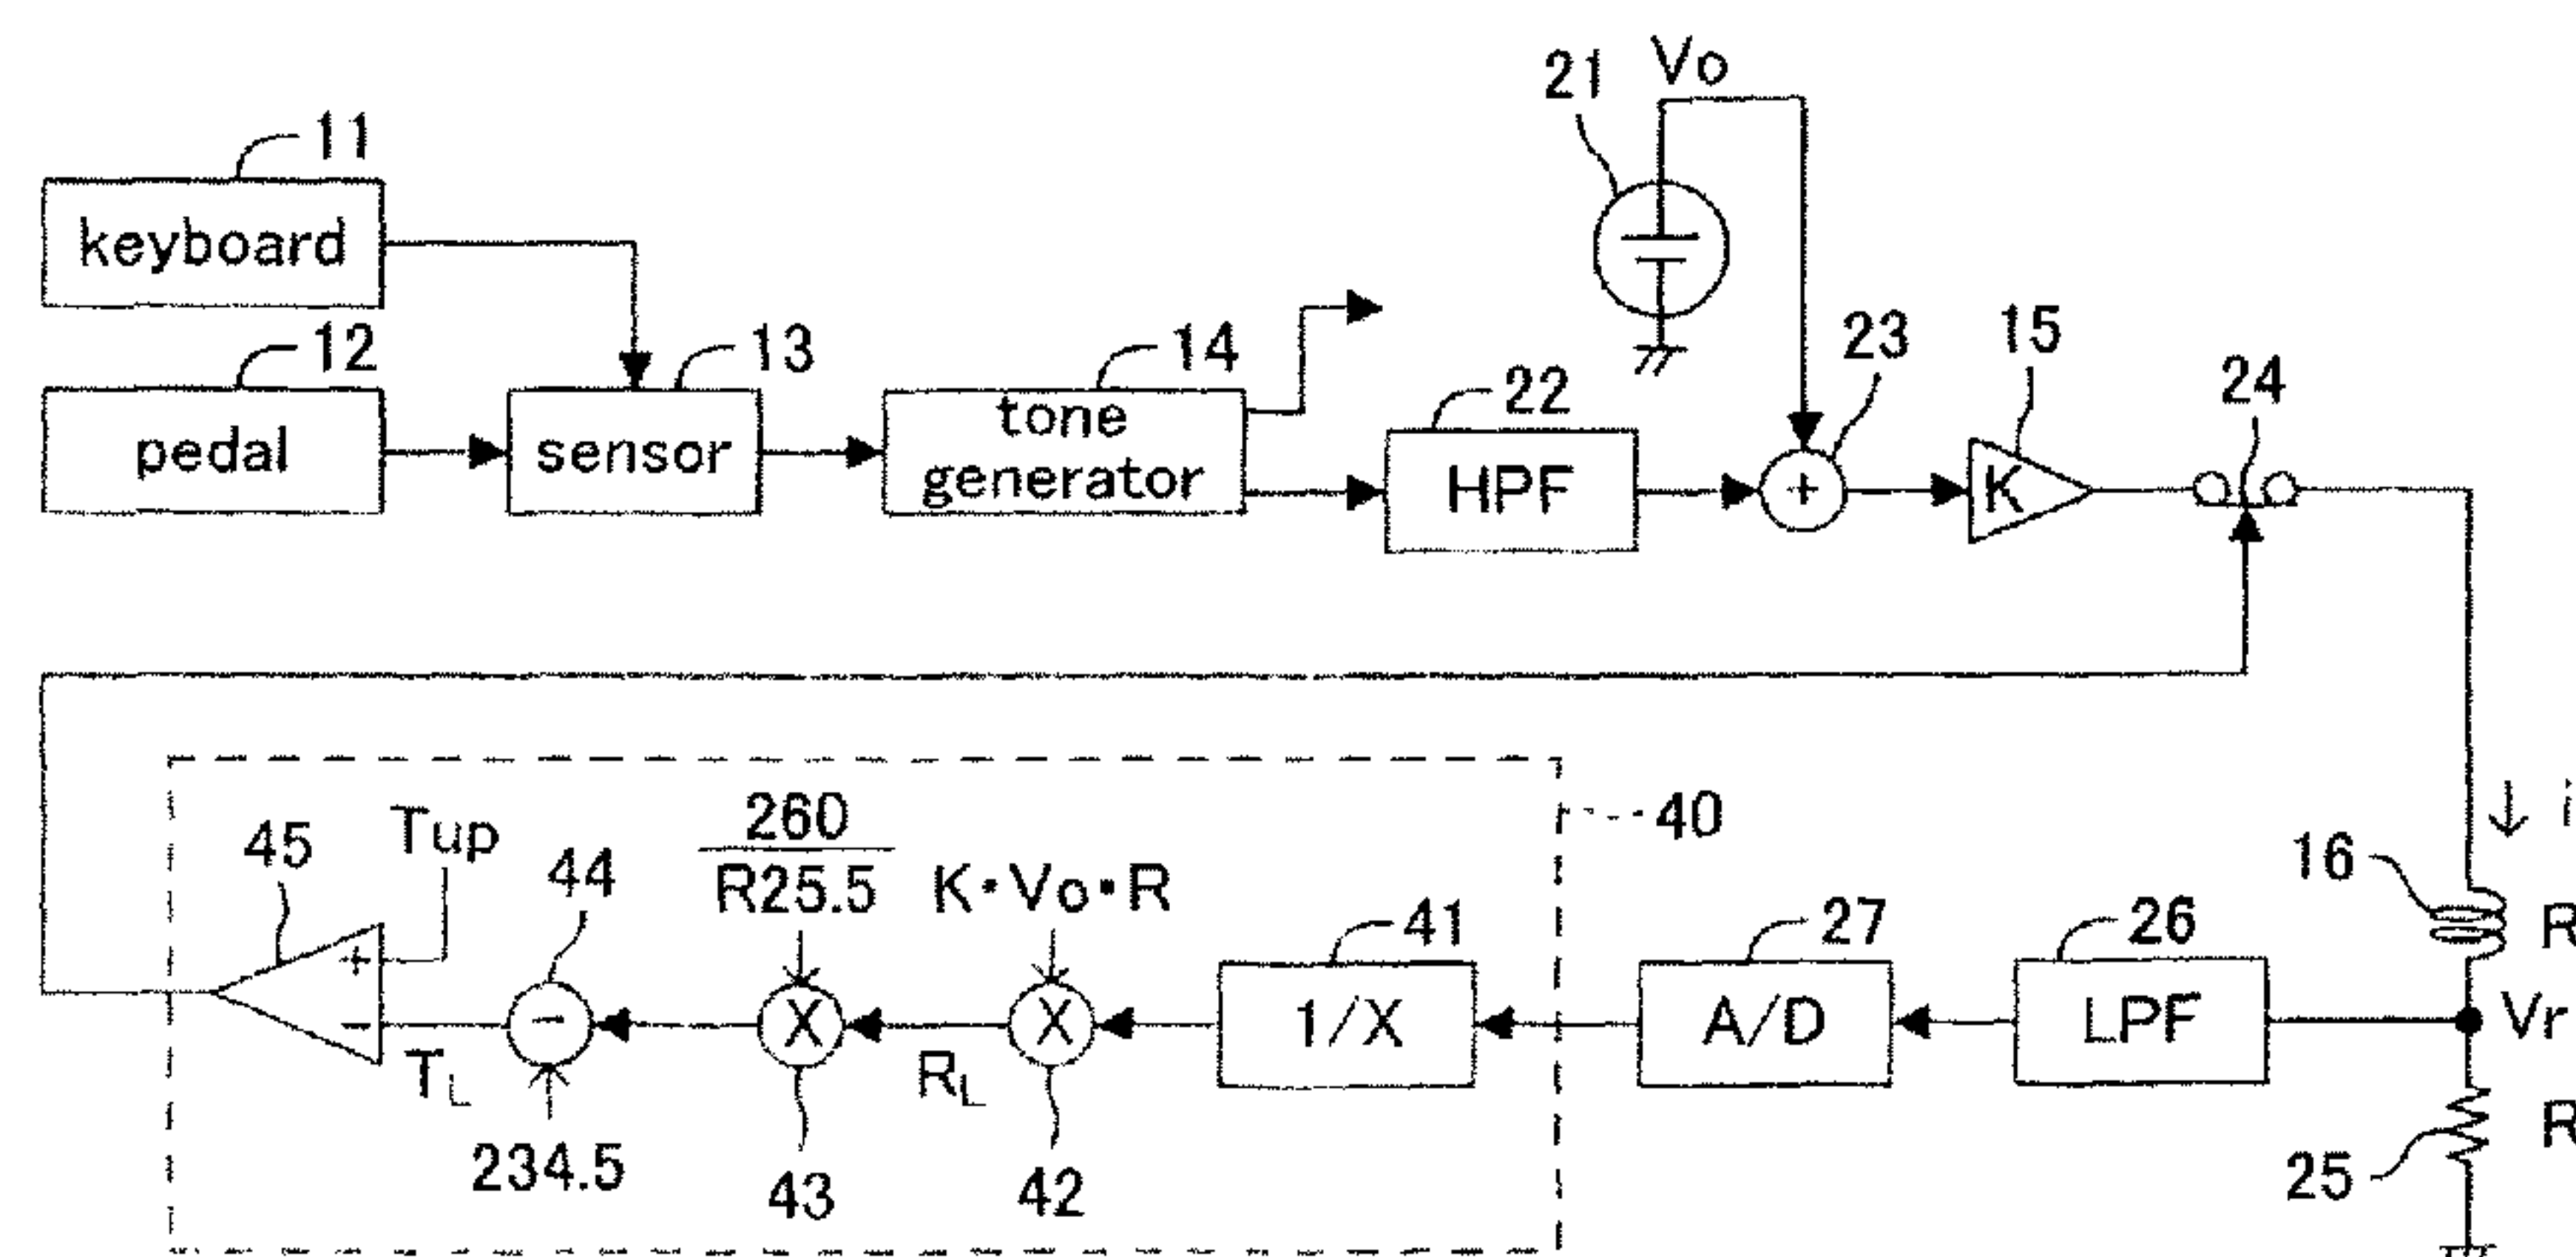 11
keyboard
12
pedal
13
sensor
14
tone
generator
21
Vo
22
HPF
23
+
15
K
24
i
16
R
Vr
25
R
26
LPF
27
A/D
40
41
1/X
K・Vo・R
X
42
RL
260
R25.5
X
43
44
-
234.5
TL
Tup
45
+
-